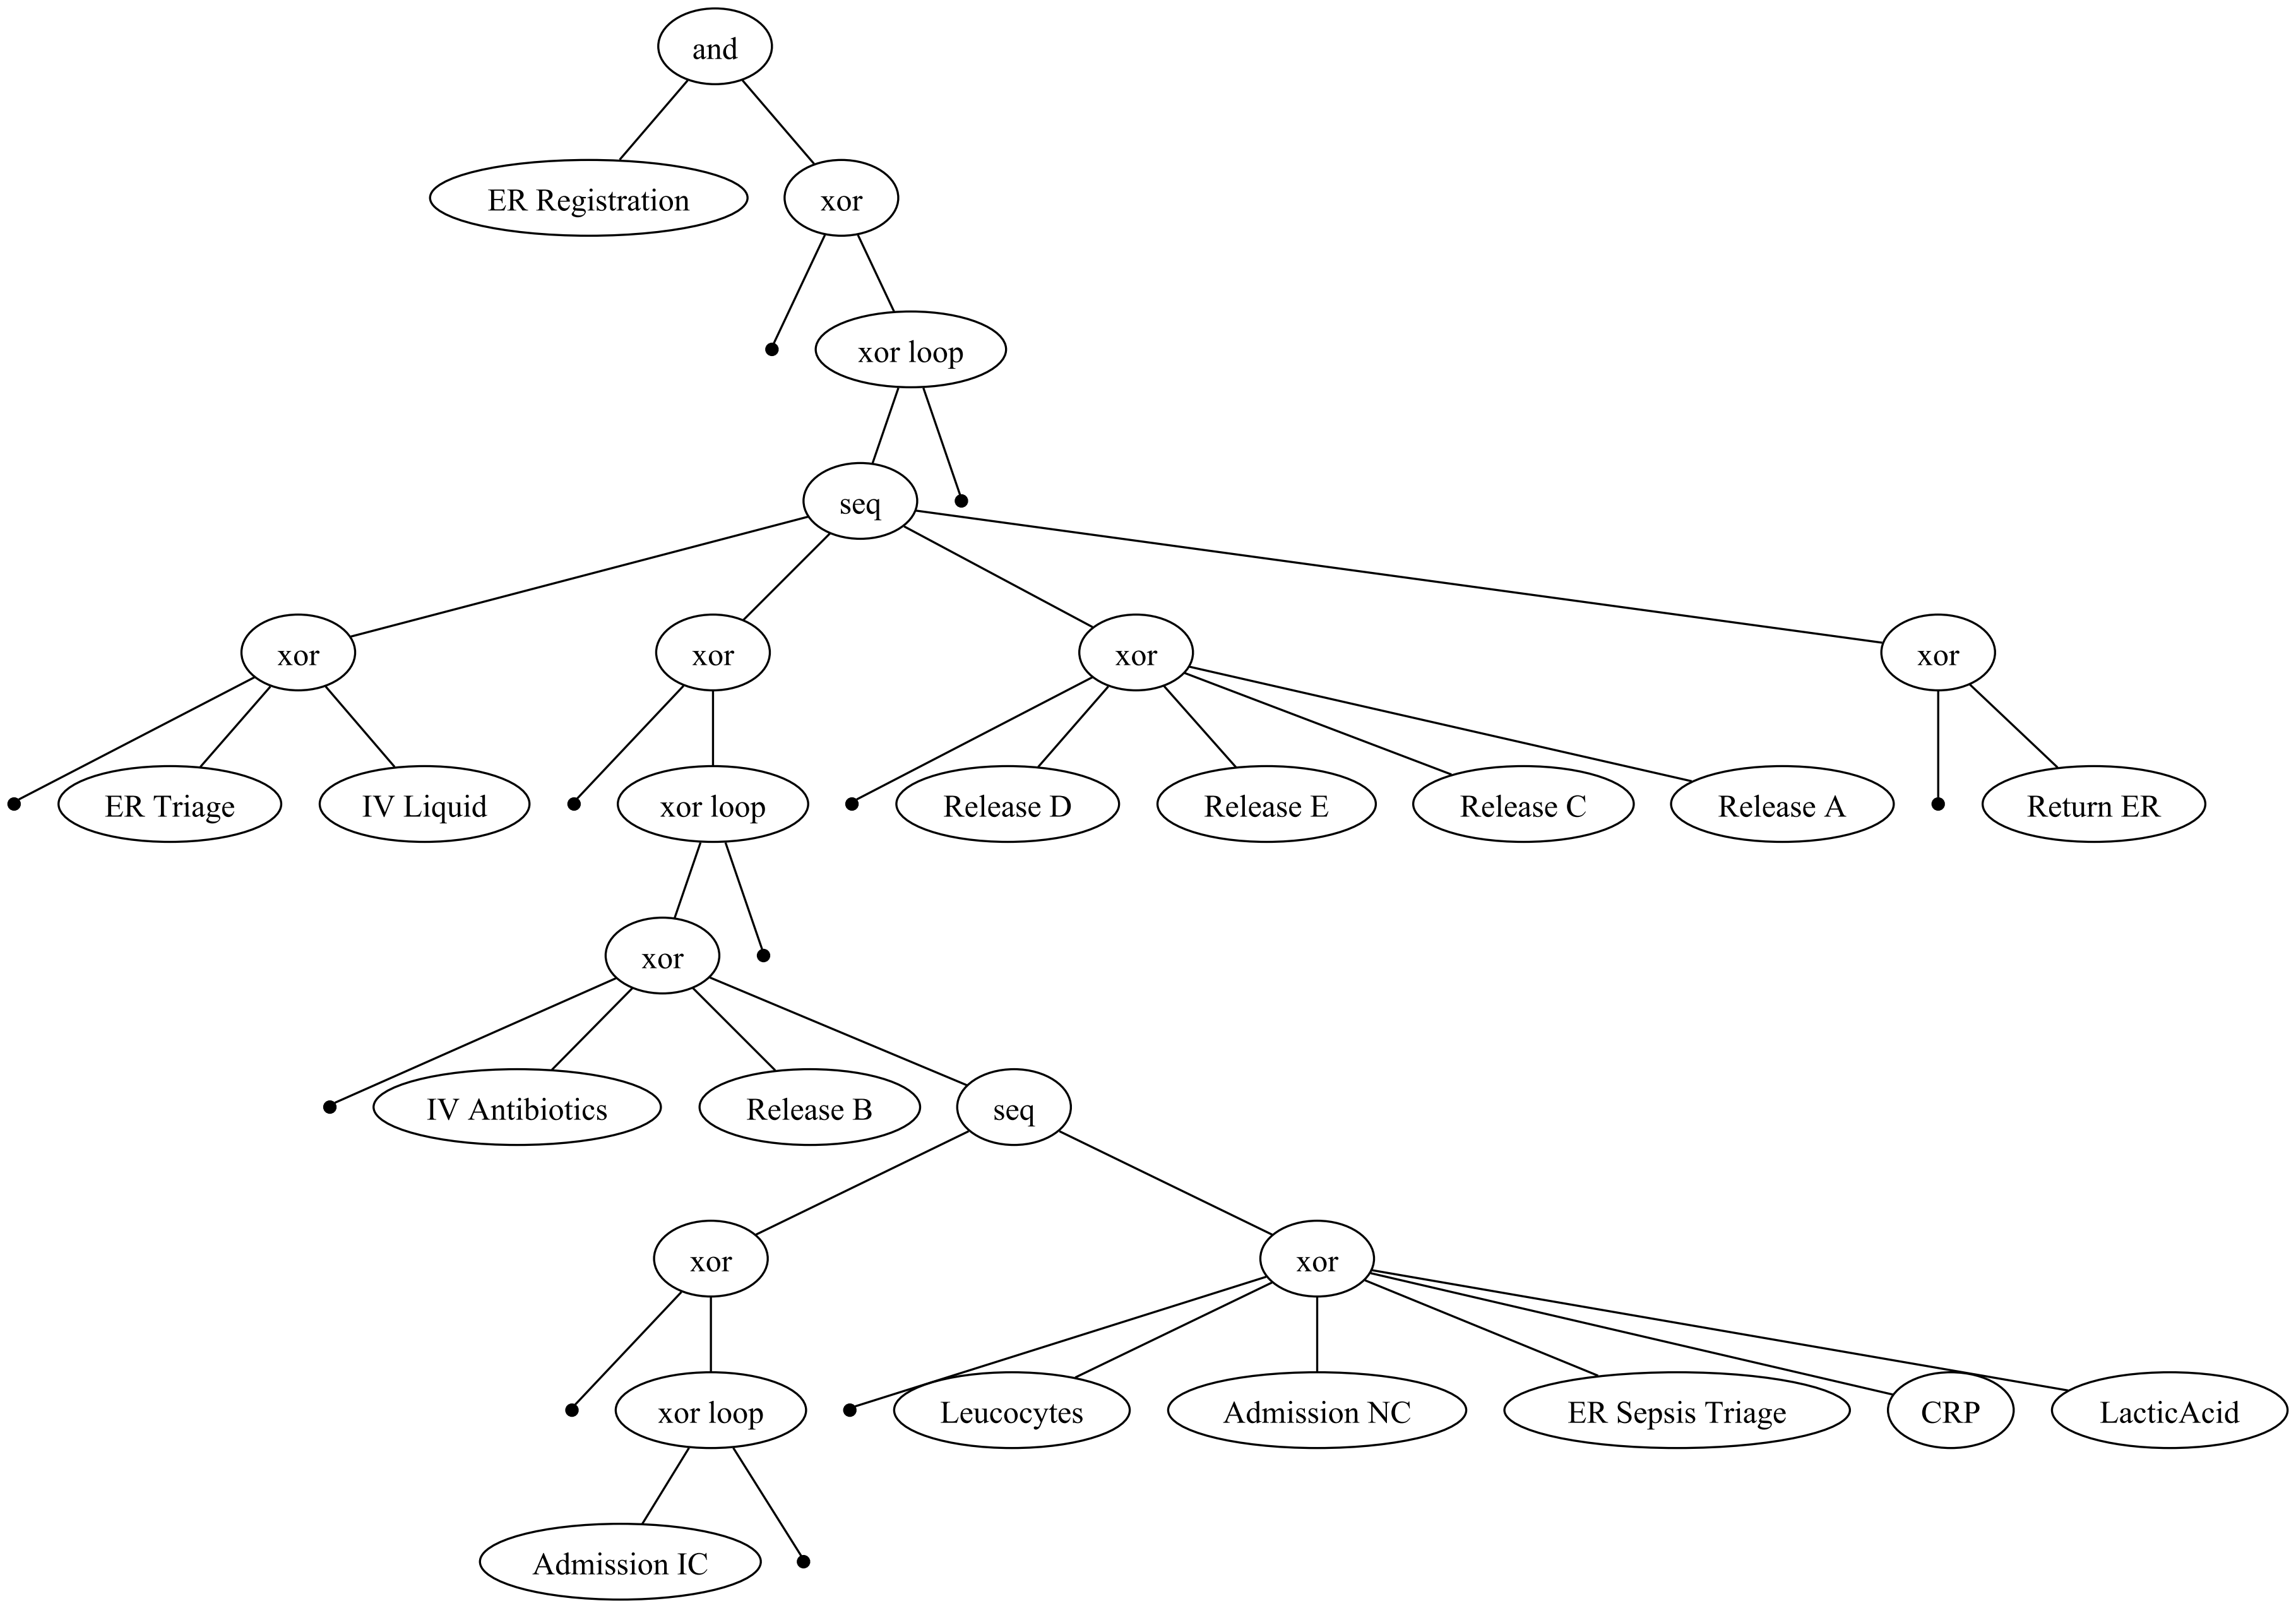 and
ER Registration
xor
xor loop
seq
xor
xor
xor
xor
ER Triage
IV Liquid
xor loop
Release D
Release E
Release C
Release A
Return ER
xor
IV Antibiotics
Release B
seq
xor
xor
xor loop
Leucocytes
Admission NC
ER Sepsis Triage
CRP
LacticAcid
Admission IC